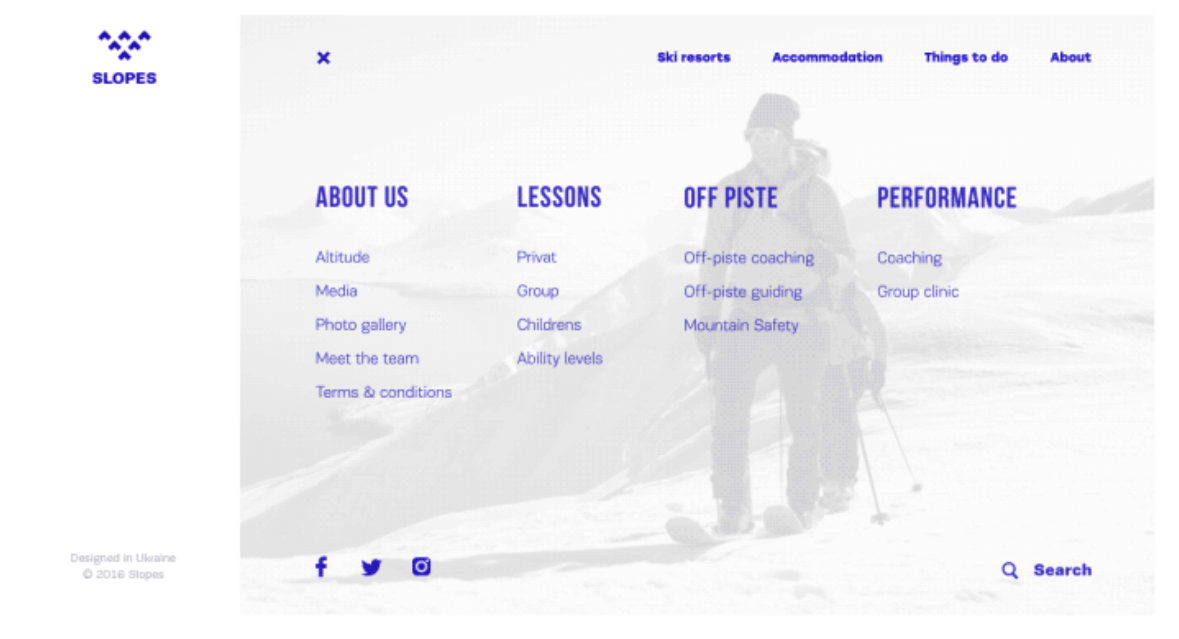 SLOPES
Ski resorts Accommodation Things to do About
ABOUT US
Altitude
Media
Photo gallery
Meet the team
Terms & conditions
LESSONS
Privat
Group
Childrens
Ability levels
OFF PISTE
Off-piste coaching
Off-piste guiding
Mountain Safety
PERFORMANCE
Coaching
Group clinic
Search
Designed in Ukraine
© 2016 Slopes